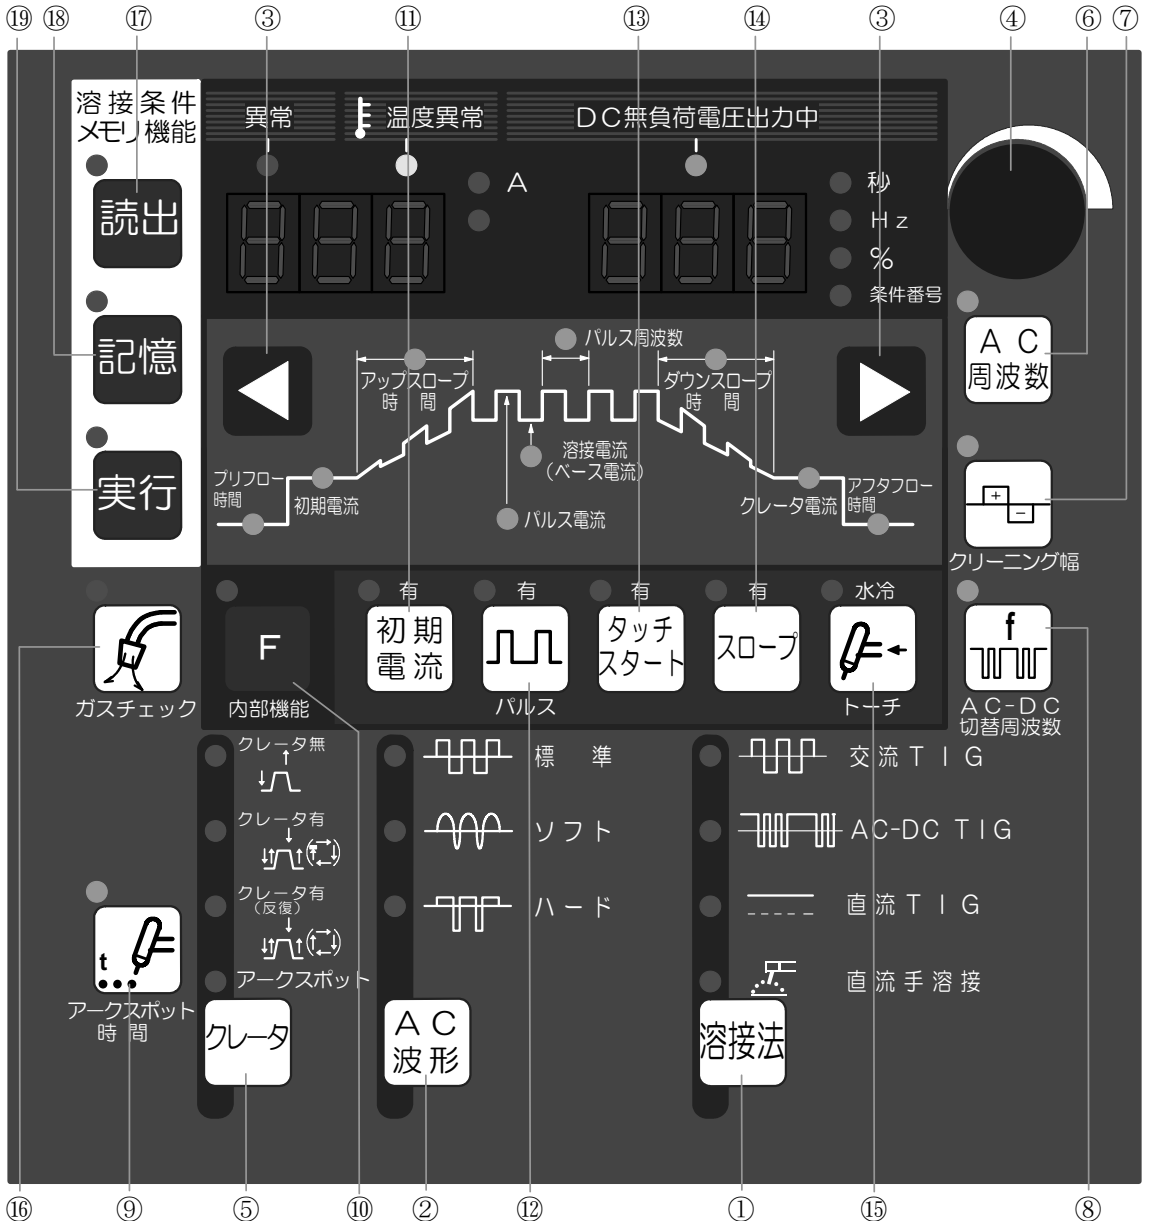 ⑲ ⑱ ⑰ ③ ⑪ ⑬ ⑭ ③ ④ ⑥ ⑦
溶接条件
メモリ機能
異常
温度異常
DC無負荷電圧出力中
読出
A
秒
Hz
%
条件番号
記憶
実行
AC
周波数
パルス周波数
アップスロープ
時間
ダウンスロープ
時間
溶接電流
(ベース電流)
プリフロー
時間
初期電流
パルス電流
クレータ電流
アフタフロー
時間
+
−
クリーニング幅
ガスチェック
F
内部機能
有
初期
電流
有
パルス
有
タッチ
スタート
有
スロープ
水冷
トーチ
f
AC-DC
切替周波数
クレータ無
クレータ有
クレータ有
(反復)
アークスポット
クレータ
標準
ソフト
ハード
AC
波形
交流TIG
AC-DC TIG
直流TIG
直流手溶接
溶接法
t
アークスポット
時間
⑯ ⑨ ⑤ ⑩ ② ⑫ ① ⑮ ⑧